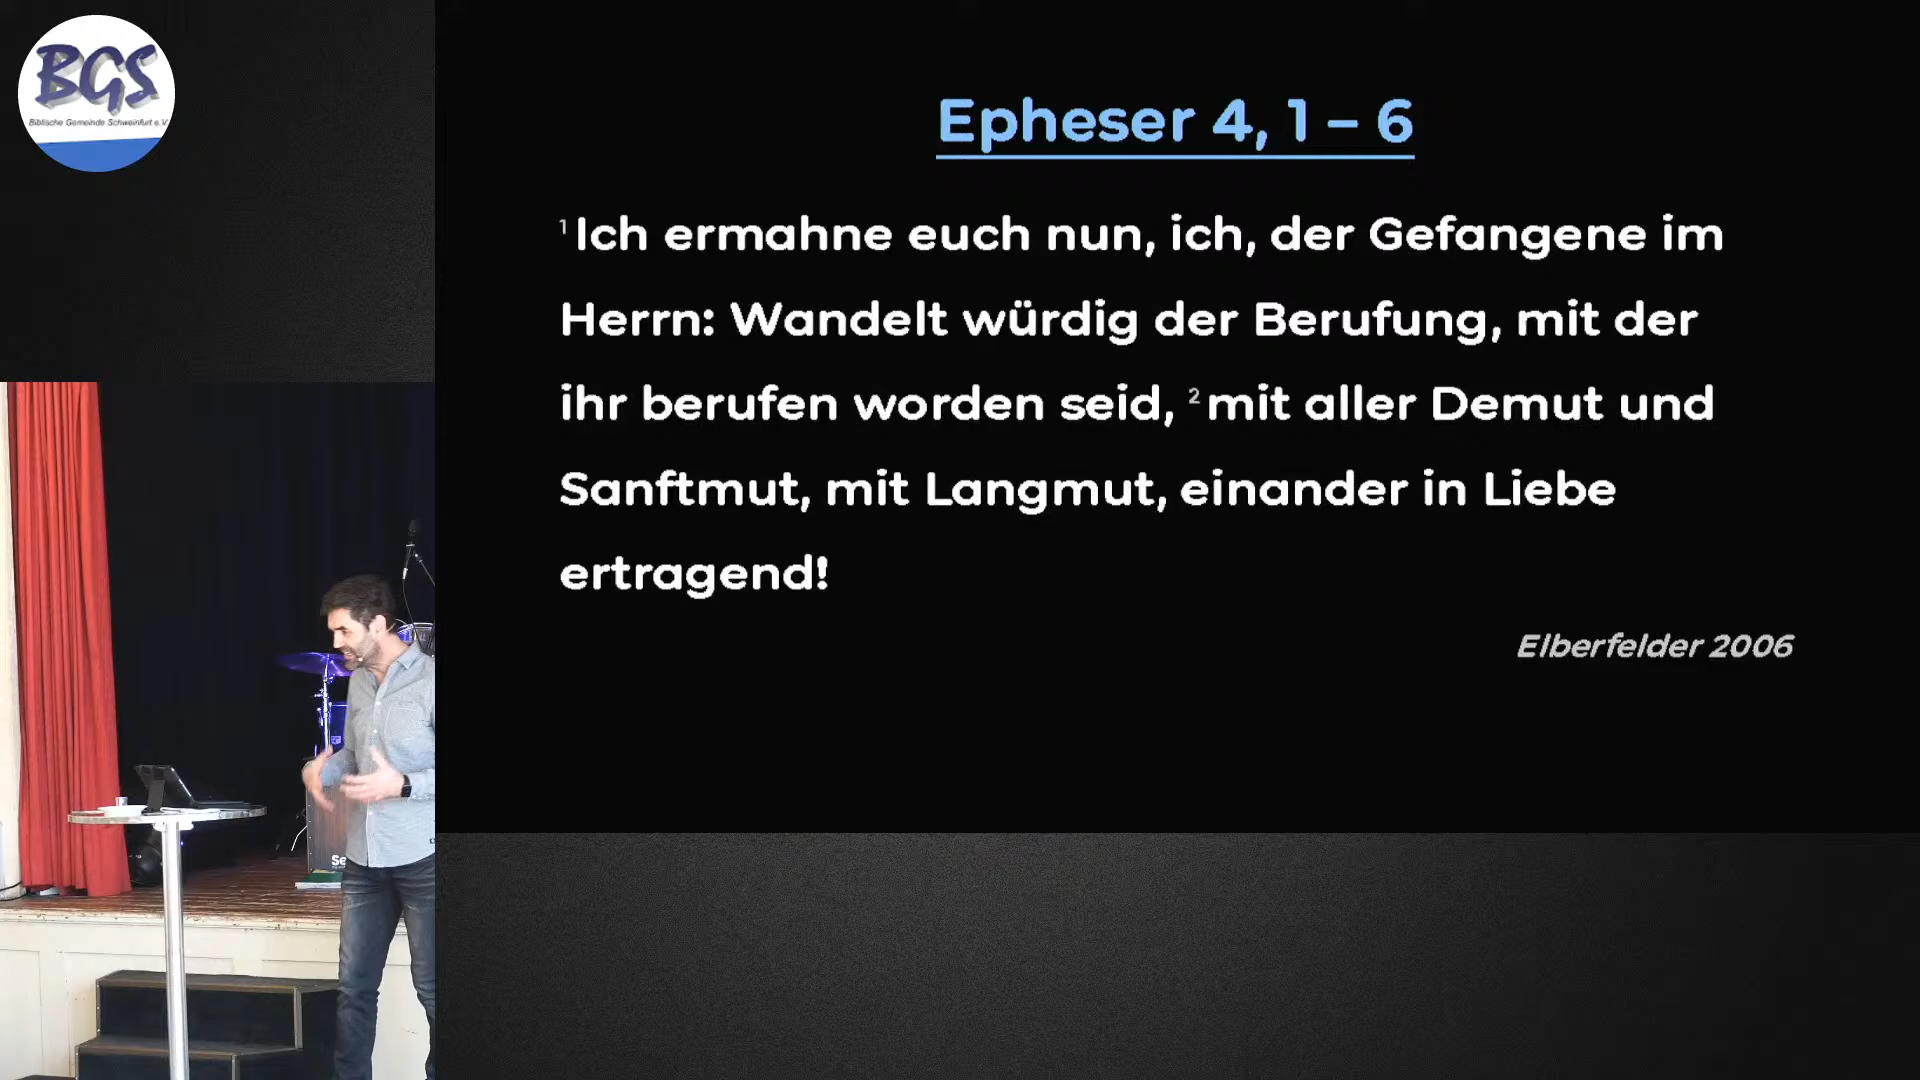 BGS
Biblische Gemeinde Schweinfurt e.V.
Epheser 4, 1 – 6
1 Ich ermahne euch nun, ich, der Gefangene im
Herrn: Wandelt würdig der Berufung, mit der
ihr berufen worden seid, 2 mit aller Demut und
Sanftmut, mit Langmut, einander in Liebe
ertragend!
Elberfelder 2006
Se